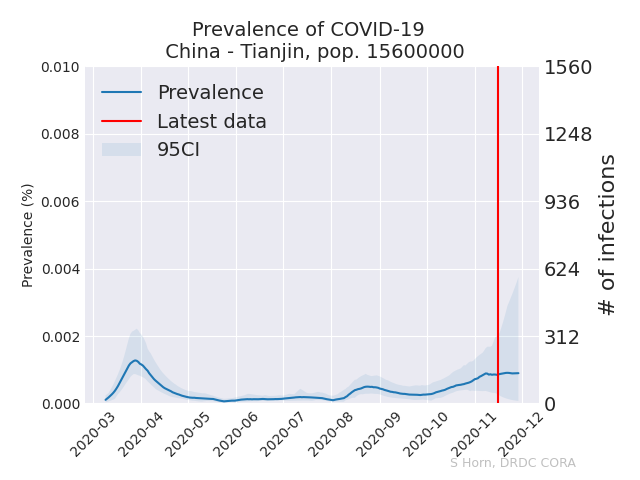 Prevalence of COVID-19
China - Tianjin, pop. 15600000
0.010
0.008
0.006
0.004
0.002
0.000
Prevalence (%)
Prevalence
Latest data
95CI
1560
1248
936
624
312
0
# of infections
2020-03
2020-04
2020-05
2020-06
2020-07
2020-08
2020-09
2020-10
2020-11
2020-12
S Horn, DRDC CORA